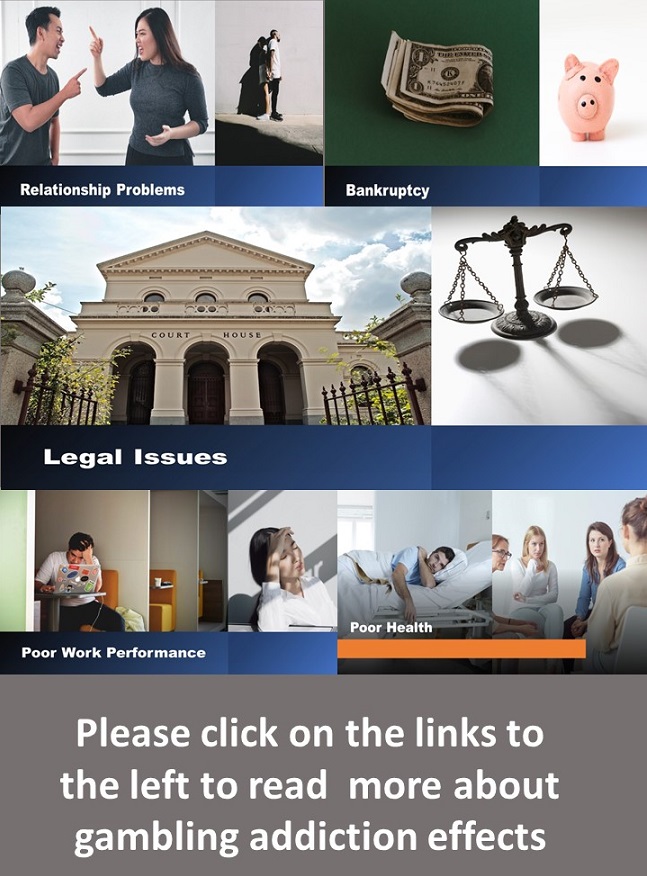 Relationship Problems
Bankruptcy
COURT HOUSE
Legal Issues
Poor Work Performance
Poor Health
Please click on the links to
the left to read more about
gambling addiction effects